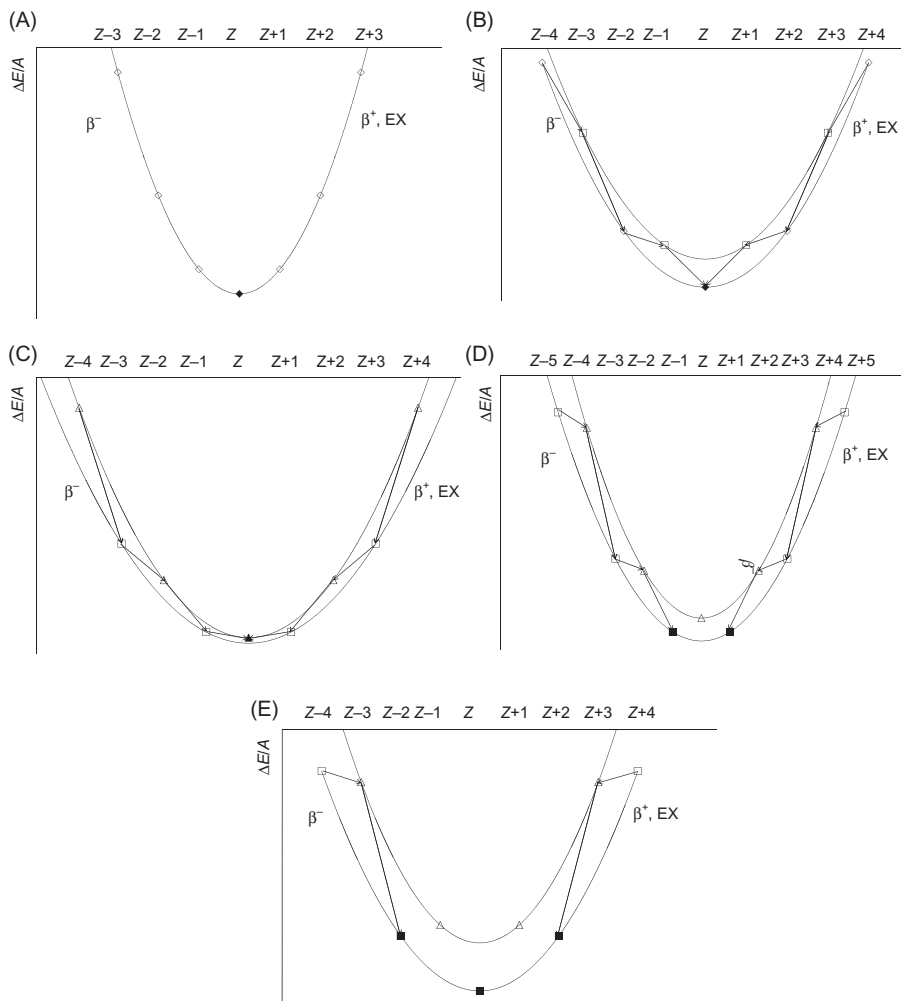 (A)
Z–3 Z–2 Z–1 Z Z+1 Z+2 Z+3
ΔE/A
β– β+, EX
(B)
Z–4 Z–3 Z–2 Z–1 Z Z+1 Z+2 Z+4
ΔE/A
β– β+, EX
(C)
Z–4 Z–3 Z–2 Z–1 Z Z+1 Z+2 Z+3 Z+4
ΔE/A
β– β+, EX
(D)
Z–5 Z–4 Z–3 Z–2 Z–1 Z Z+1 Z+2 Z+3 Z+4 Z+5
ΔE/A
β– β+, EX
β–
(E)
Z–4 Z–3 Z–2 Z–1 Z Z+1 Z+2 Z+3 Z+4
ΔE/A
β– β+, EX